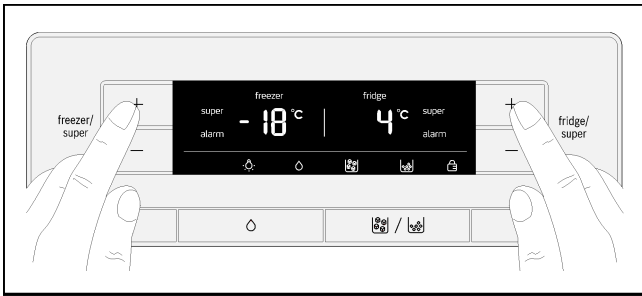 freezer
fridge
super
-18 °C
4 °C
super
alarm
alarm
freezer/
super
+
-
+
-
fridge/
super
/